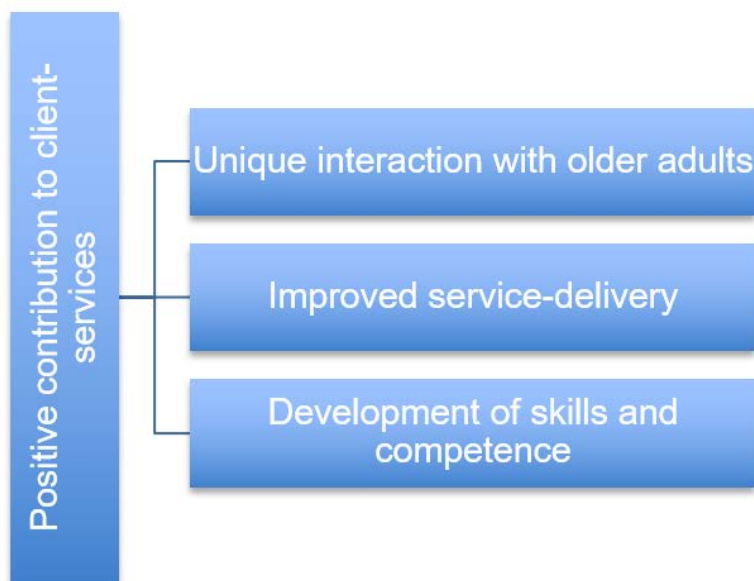 Positive contribution to client-
services
Unique interaction with older adults
Improved service-delivery
Development of skills and
competence